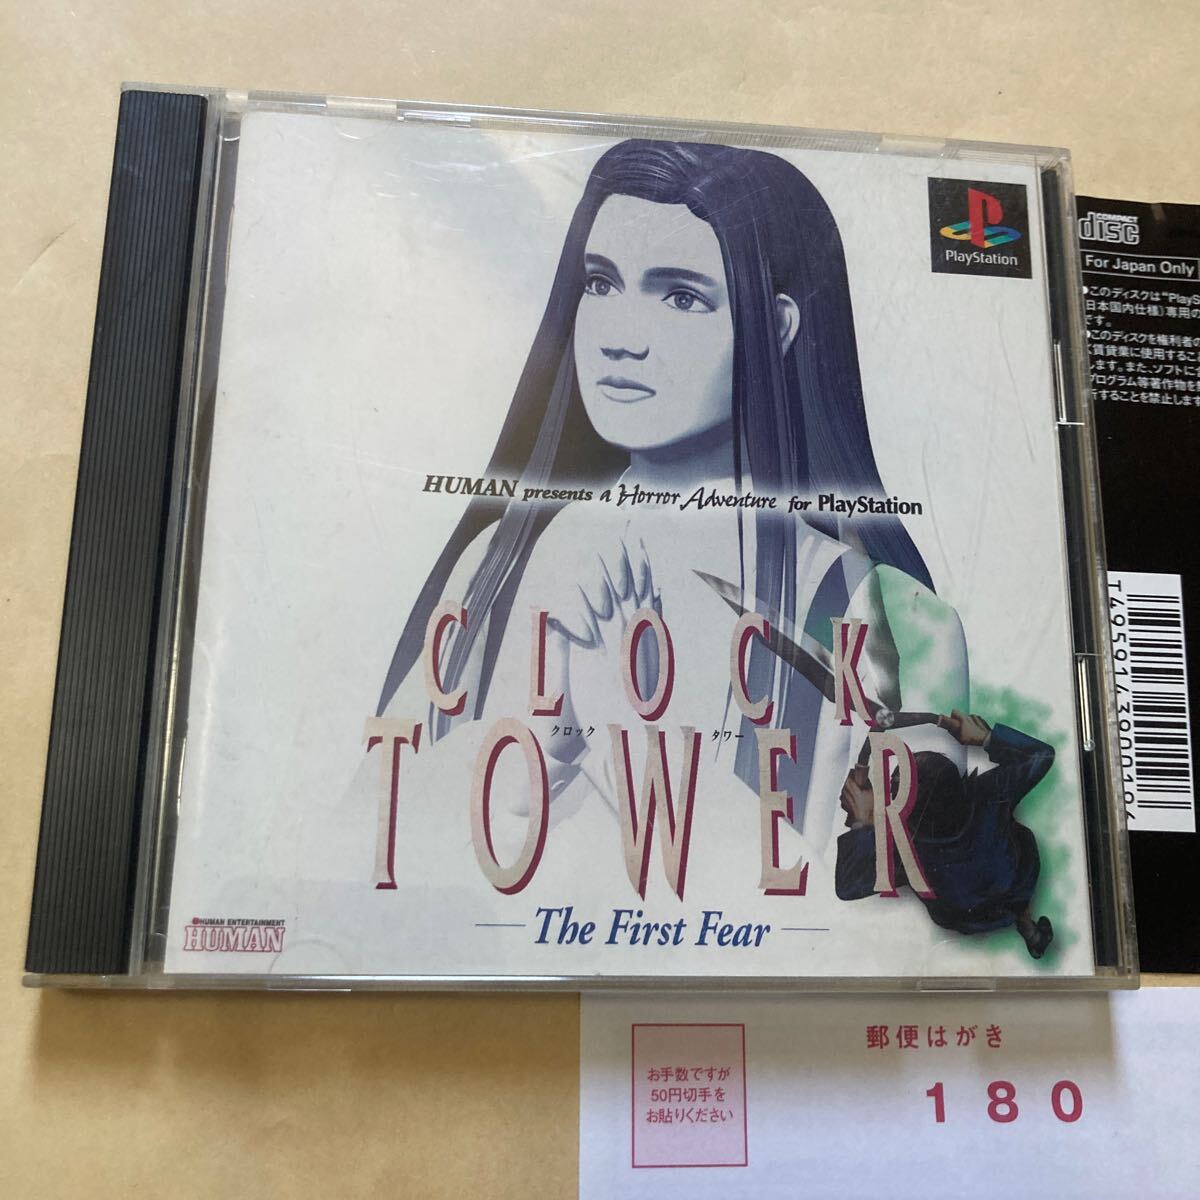 PlayStation
HUMAN presents a Horror Adventure for PlayStation
CLOCK
クロック タワー
TOWER
The First Fear
HUMAN ENTERTAINMENT
HUMAN
COMPACT
disc
For Japan Only
●このディスクは"PlayS
日本国内仕様)専用の
です。
●このディスクを権利者の
く賃貸業に使用するこ
します。また、ソフトに
プログラム等著作物を
行することを禁止します
郵便はがき
お手数ですが
50円切手を
お貼りください
180